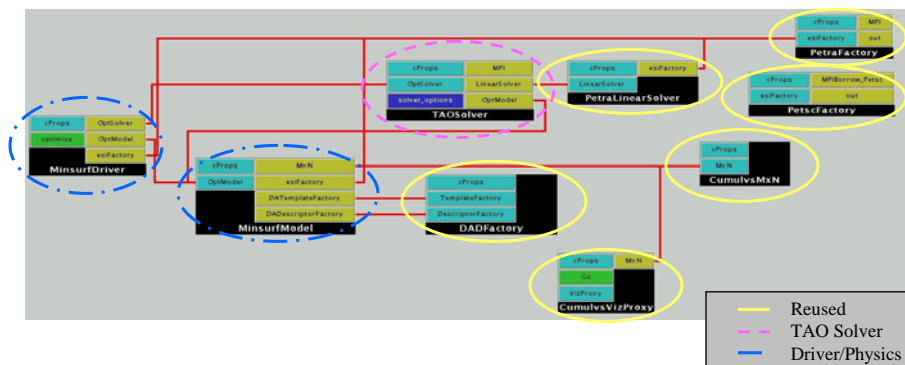 cProps MPI
esiFactory out
PetraFactory
cProps MPIBorrow_Petsc
esiFactory out
PetscFactory
cProps MPI
OptSolver LinearSolver
solver_options OptModel
TAOSolver
cProps esiFactory
LinearSolver
PetraLinearSolver
cProps OptSolver
optimize OptModel
esiFactory
MinsurfDriver
cProps MxN
OptModel esiFactory
DATemplateFactory
DADescriptorFactory
MinsurfModel
cProps
TemplateFactory
DescriptorFactory
DADFactory
cProps
MxN
CumulvsMxN
cProps MxN
Go
VizProxy
CumulvsVizProxy
Reused
TAO Solver
Driver/Physics